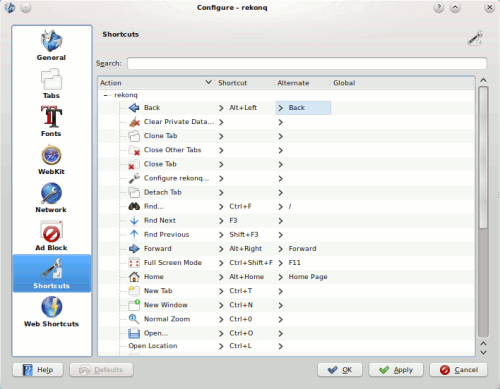 Configure - rekonq
General
Tabs
Fonts
WebKit
Network
Ad Block
Shortcuts
Web Shortcuts
Shortcuts
Search:
Action Shortcut Alternate Global
rekonq
Back Alt+Left Back
Clear Private Data...
Clone Tab
Close Other Tabs
Close Tab
Configure rekonq...
Detach Tab
Find... Ctrl+F /
Find Next F3
Find Previous Shift+F3
Forward Alt+Right Forward
Full Screen Mode Ctrl+Shift+F F11
Home Alt+Home Home Page
New Tab Ctrl+T
New Window Ctrl+N
Normal Zoom Ctrl+0
Open... Ctrl+O
Open Location Ctrl+L
Help Defaults OK Apply Cancel